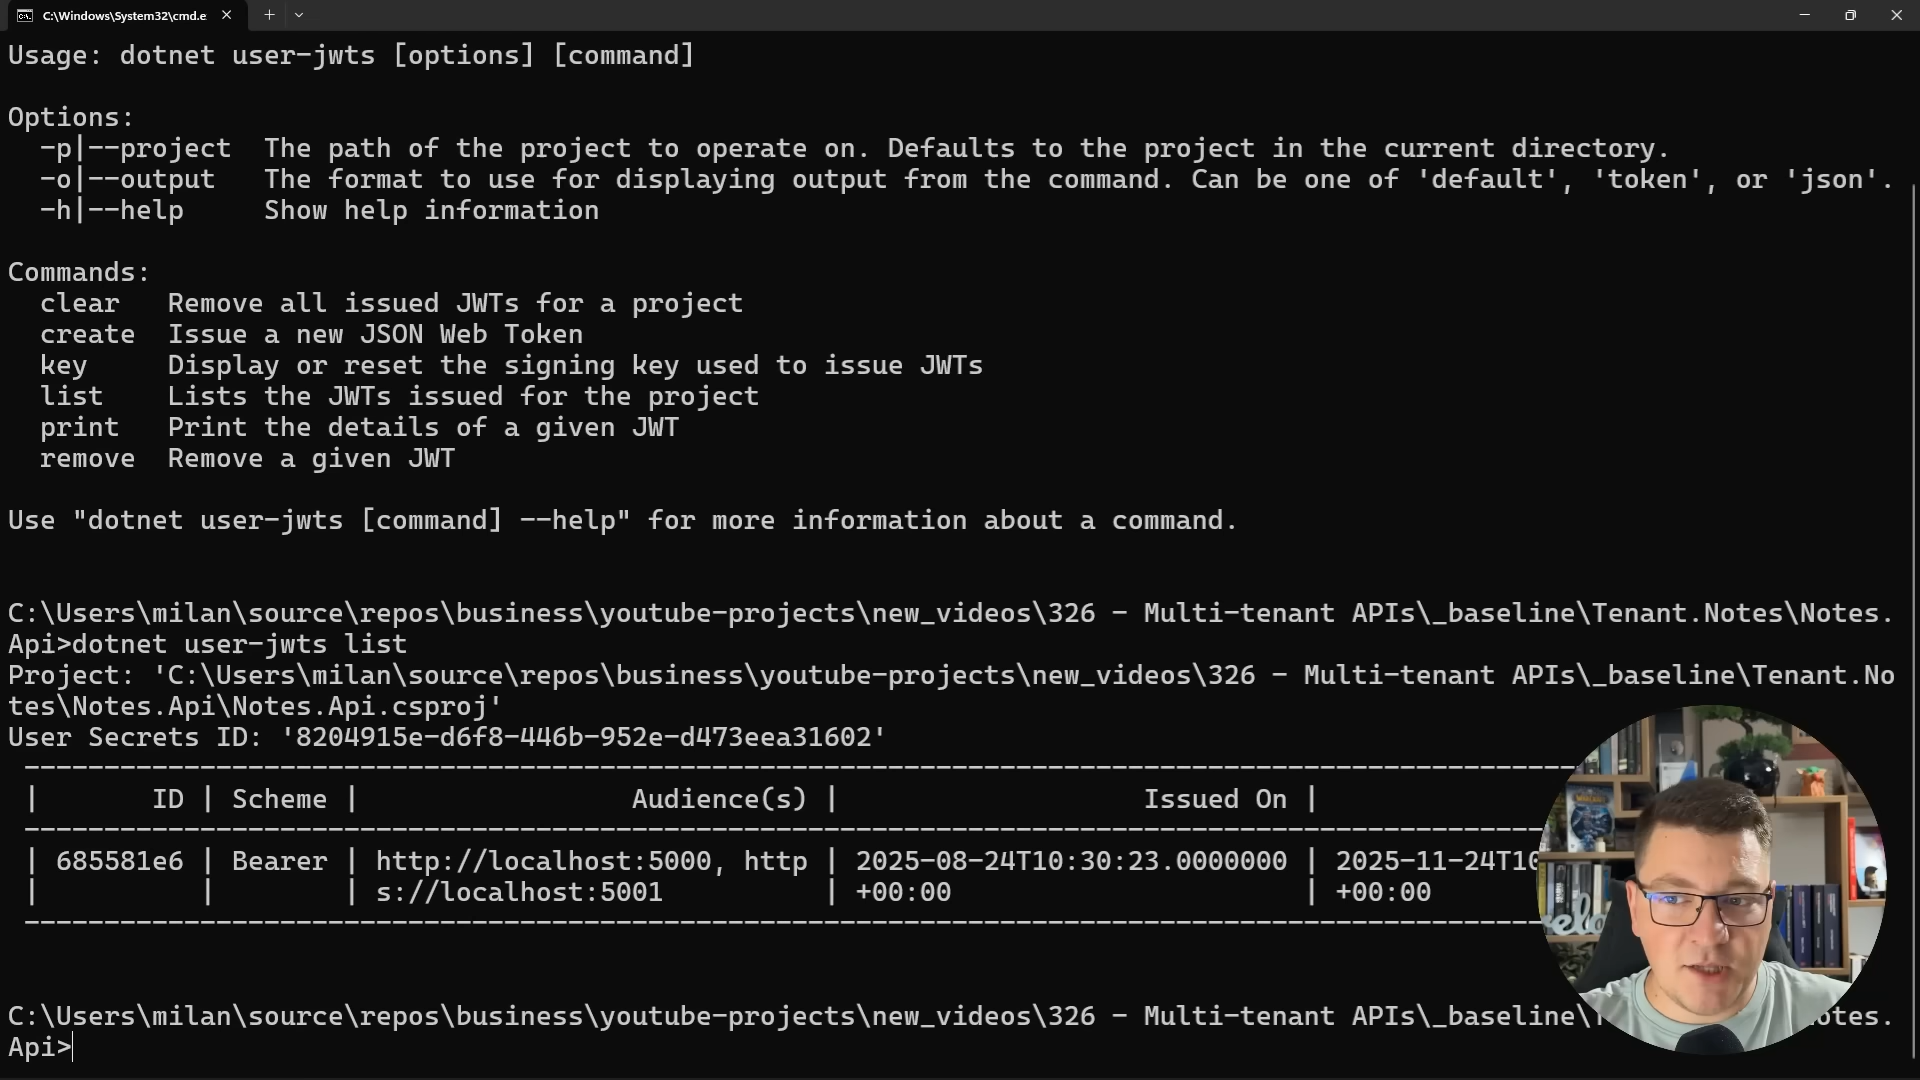 C:\Windows\System32\cmd.e
Usage: dotnet user-jwts [options] [command]
Options:
-p|--project  The path of the project to operate on. Defaults to the project in the current directory.
-o|--output   The format to use for displaying output from the command. Can be one of 'default', 'token', or 'json'.
-h|--help     Show help information
Commands:
clear   Remove all issued JWTs for a project
create  Issue a new JSON Web Token
key     Display or reset the signing key used to issue JWTs
list    Lists the JWTs issued for the project
print   Print the details of a given JWT
remove  Remove a given JWT
Use "dotnet user-jwts [command] --help" for more information about a command.
C:\Users\milan\source\repos\business\youtube-projects\new_videos\326 - Multi-tenant APIs\_baseline\Tenant.Notes\Notes.
Api>dotnet user-jwts list
Project: 'C:\Users\milan\source\repos\business\youtube-projects\new_videos\326 - Multi-tenant APIs\_baseline\Tenant.No
tes\Notes.Api\Notes.Api.csproj'
User Secrets ID: '8204915e-d6f8-446b-952e-d473eea31602'
------------------------------------------------------------------------------------------------
|       ID | Scheme |                 Audience(s) |                   Issued On |
------------------------------------------------------------------------------------------------
| 685581e6 | Bearer | http://localhost:5000, http | 2025-08-24T10:30:23.0000000 | 2025-11-24T10
|          |        | s://localhost:5001          | +00:00                      | +00:00
------------------------------------------------------------------------------------------------
C:\Users\milan\source\repos\business\youtube-projects\new_videos\326 - Multi-tenant APIs\_baseline\ otes.
Api>